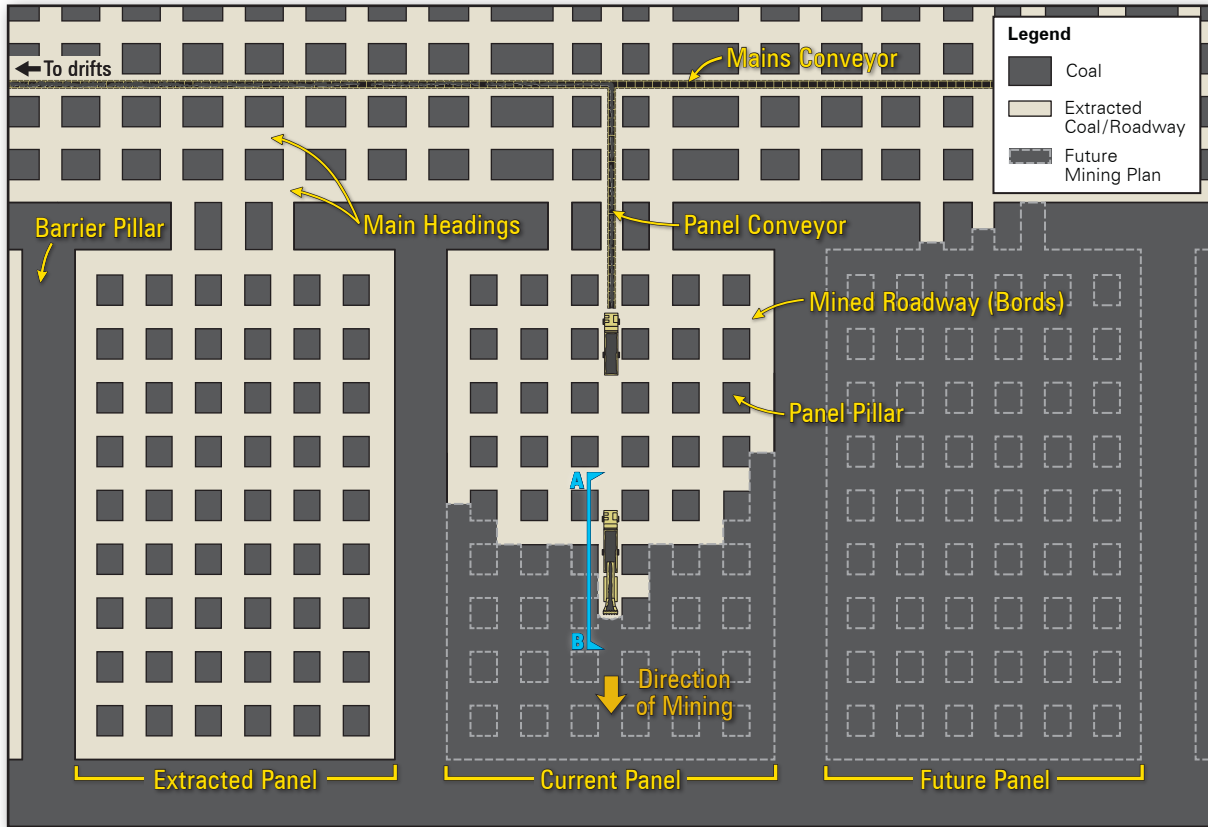 Legend
Coal
Extracted
Coal/Roadway
Future
Mining Plan
To drifts
Mains Conveyor
Main Headings
Panel Conveyor
Barrier Pillar
Mined Roadway (Bords)
Panel Pillar
A
B
Direction
of Mining
Extracted Panel
Current Panel
Future Panel